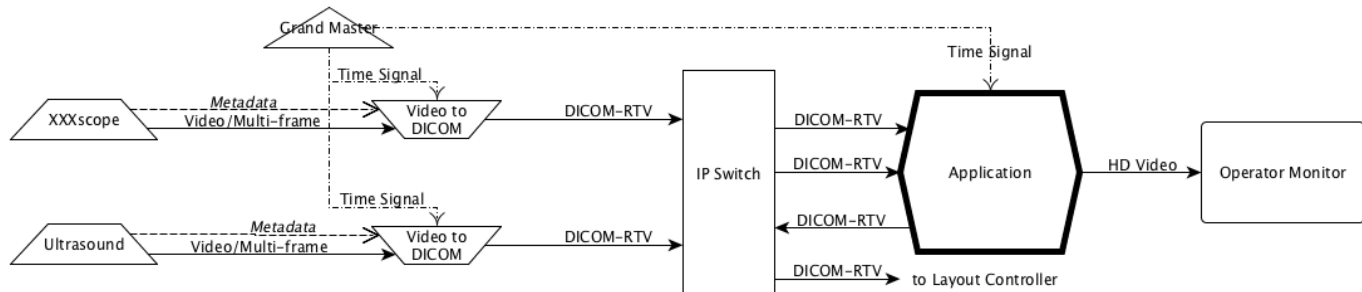 Grand Master
Time Signal
Time Signal
Metadata
XXXscope
Video/Multi-frame
Video to
DICOM
DICOM-RTV
DICOM-RTV
IP Switch
DICOM-RTV
Application
HD Video
Operator Monitor
Time Signal
Metadata
Ultrasound
Video/Multi-frame
Video to
DICOM
DICOM-RTV
DICOM-RTV
DICOM-RTV
to Layout Controller